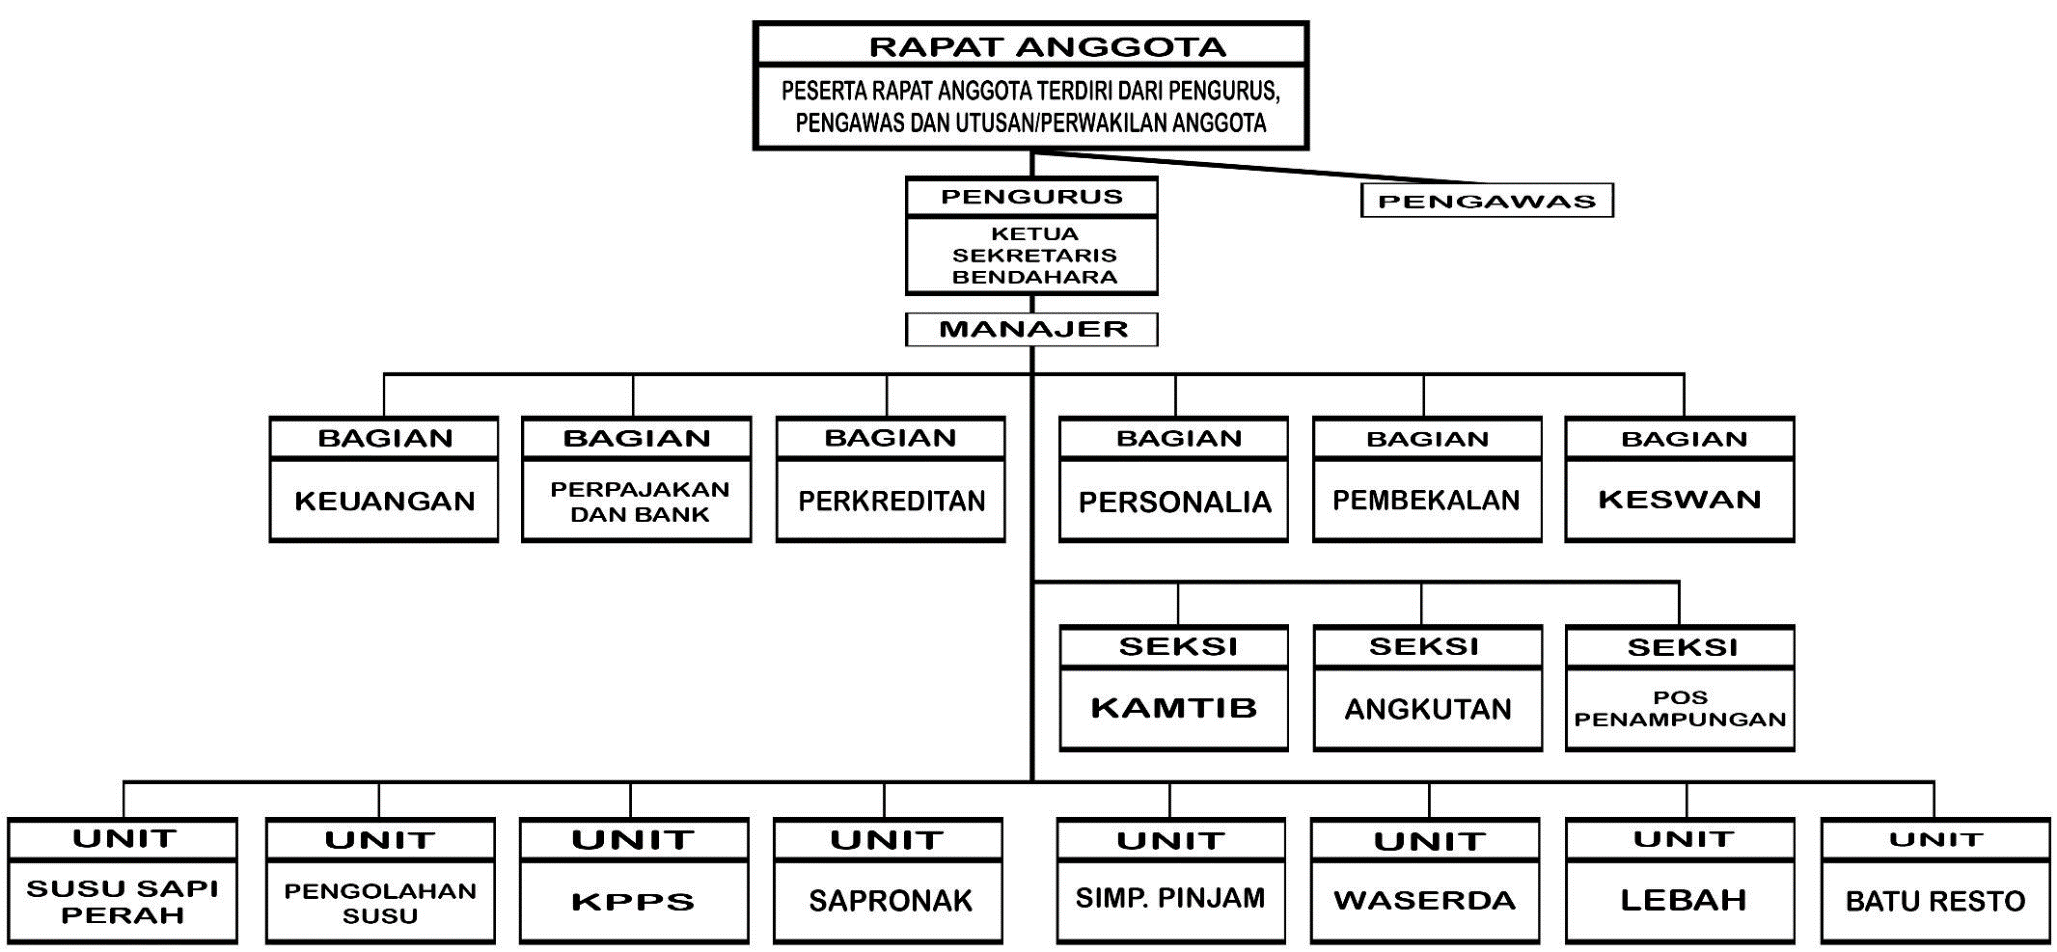 RAPAT ANGGOTA
PESERTA RAPAT ANGGOTA TERDIRI DARI PENGURUS,
PENGAWAS DAN UTUSAN/PERWAKILAN ANGGOTA
PENGURUS
KETUA
SEKRETARIS
BENDAHARA
PENGAWAS
MANAJER
BAGIAN
KEUANGAN
BAGIAN
PERPAJAKAN
DAN BANK
BAGIAN
PERKREDITAN
BAGIAN
PERSONALIA
BAGIAN
PEMBEKALAN
BAGIAN
KESWAN
SEKSI
KAMTIB
SEKSI
ANGKUTAN
SEKSI
POS
PENAMPUNGAN
UNIT
SUSU SAPI
PERAH
UNIT
PENGOLAHAN
SUSU
UNIT
KPPS
UNIT
SAPRONAK
UNIT
SIMP. PINJAM
UNIT
WASERDA
UNIT
LEBAH
UNIT
BATU RESTO